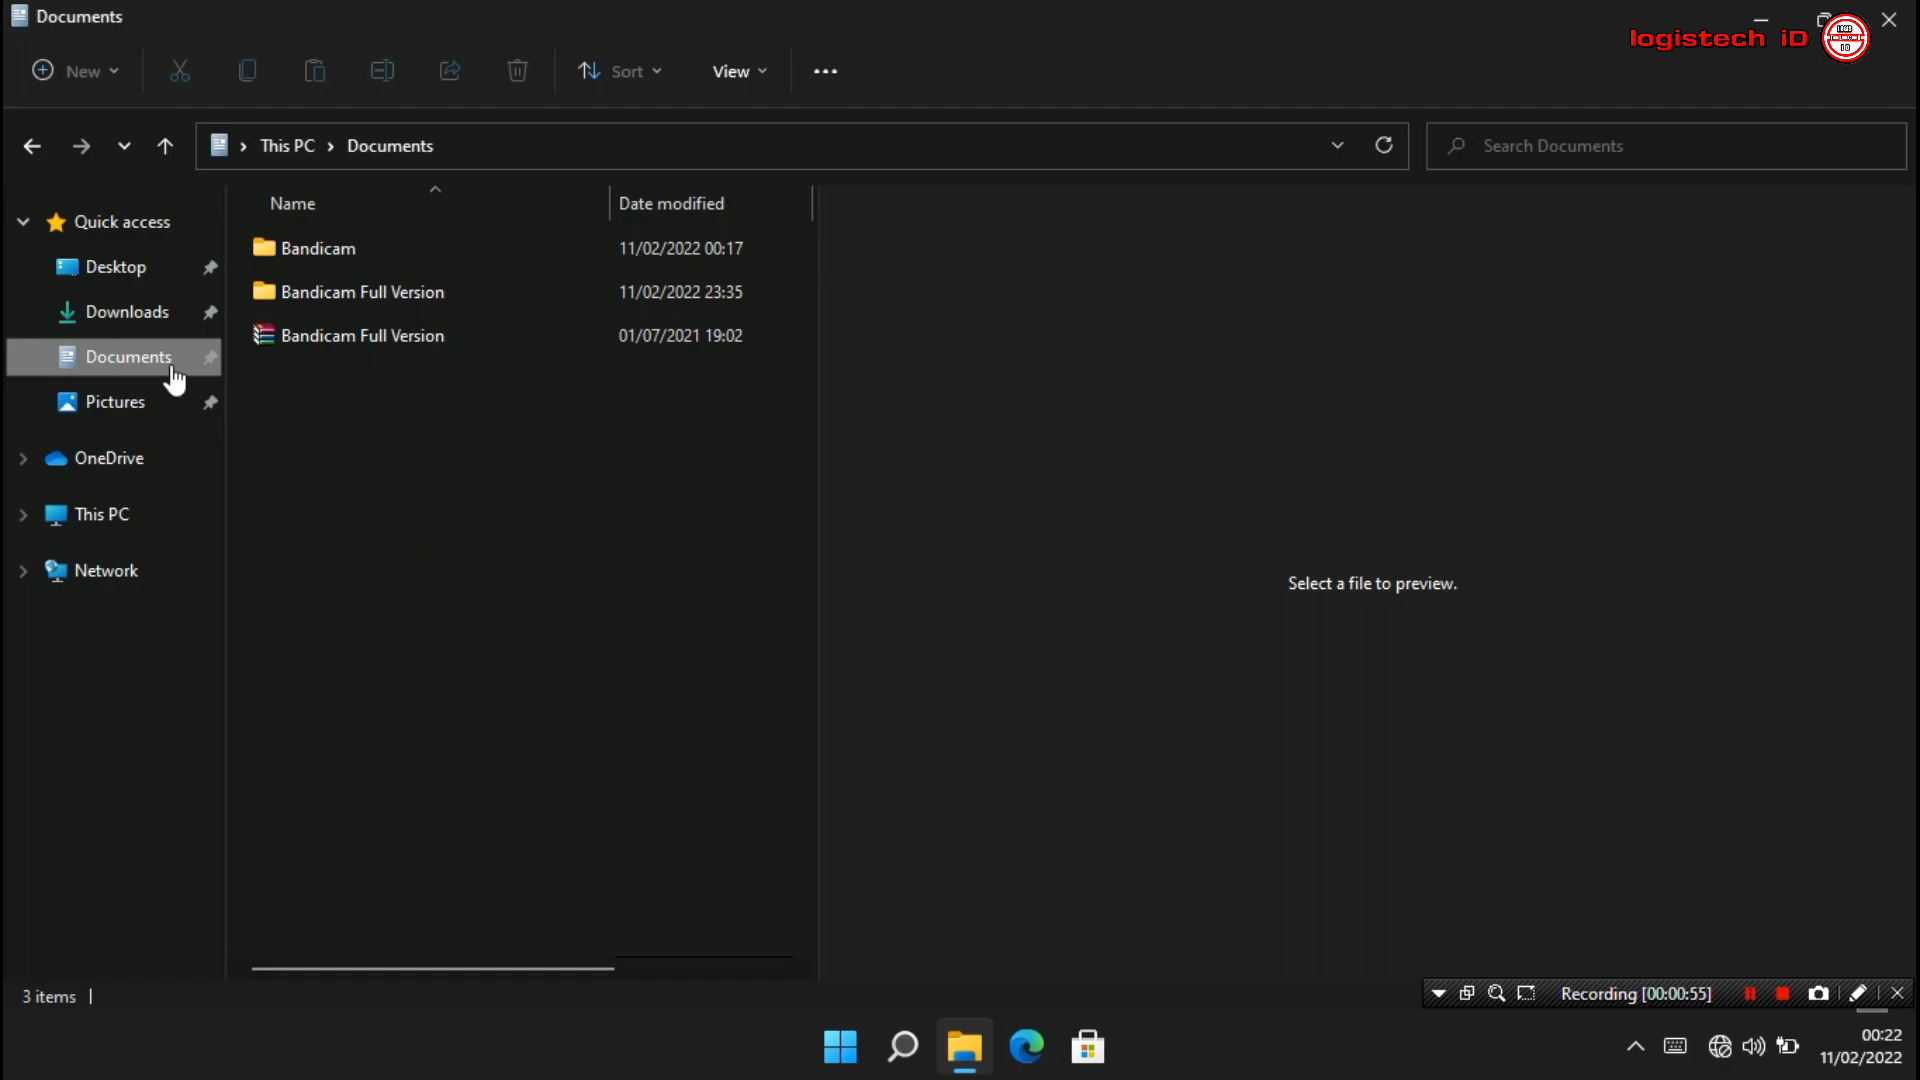 Documents
logistech iD
New
Sort
View
This PC
Documents
Search Documents
Name
Date modified
Quick access
Desktop
Downloads
Documents
Pictures
OneDrive
This PC
Network
Bandicam 11/02/2022 00:17
Bandicam Full Version 11/02/2022 23:35
Bandicam Full Version 01/07/2021 19:02
Select a file to preview.
3 items
Recording [00:00:55]
00:22
11/02/2022